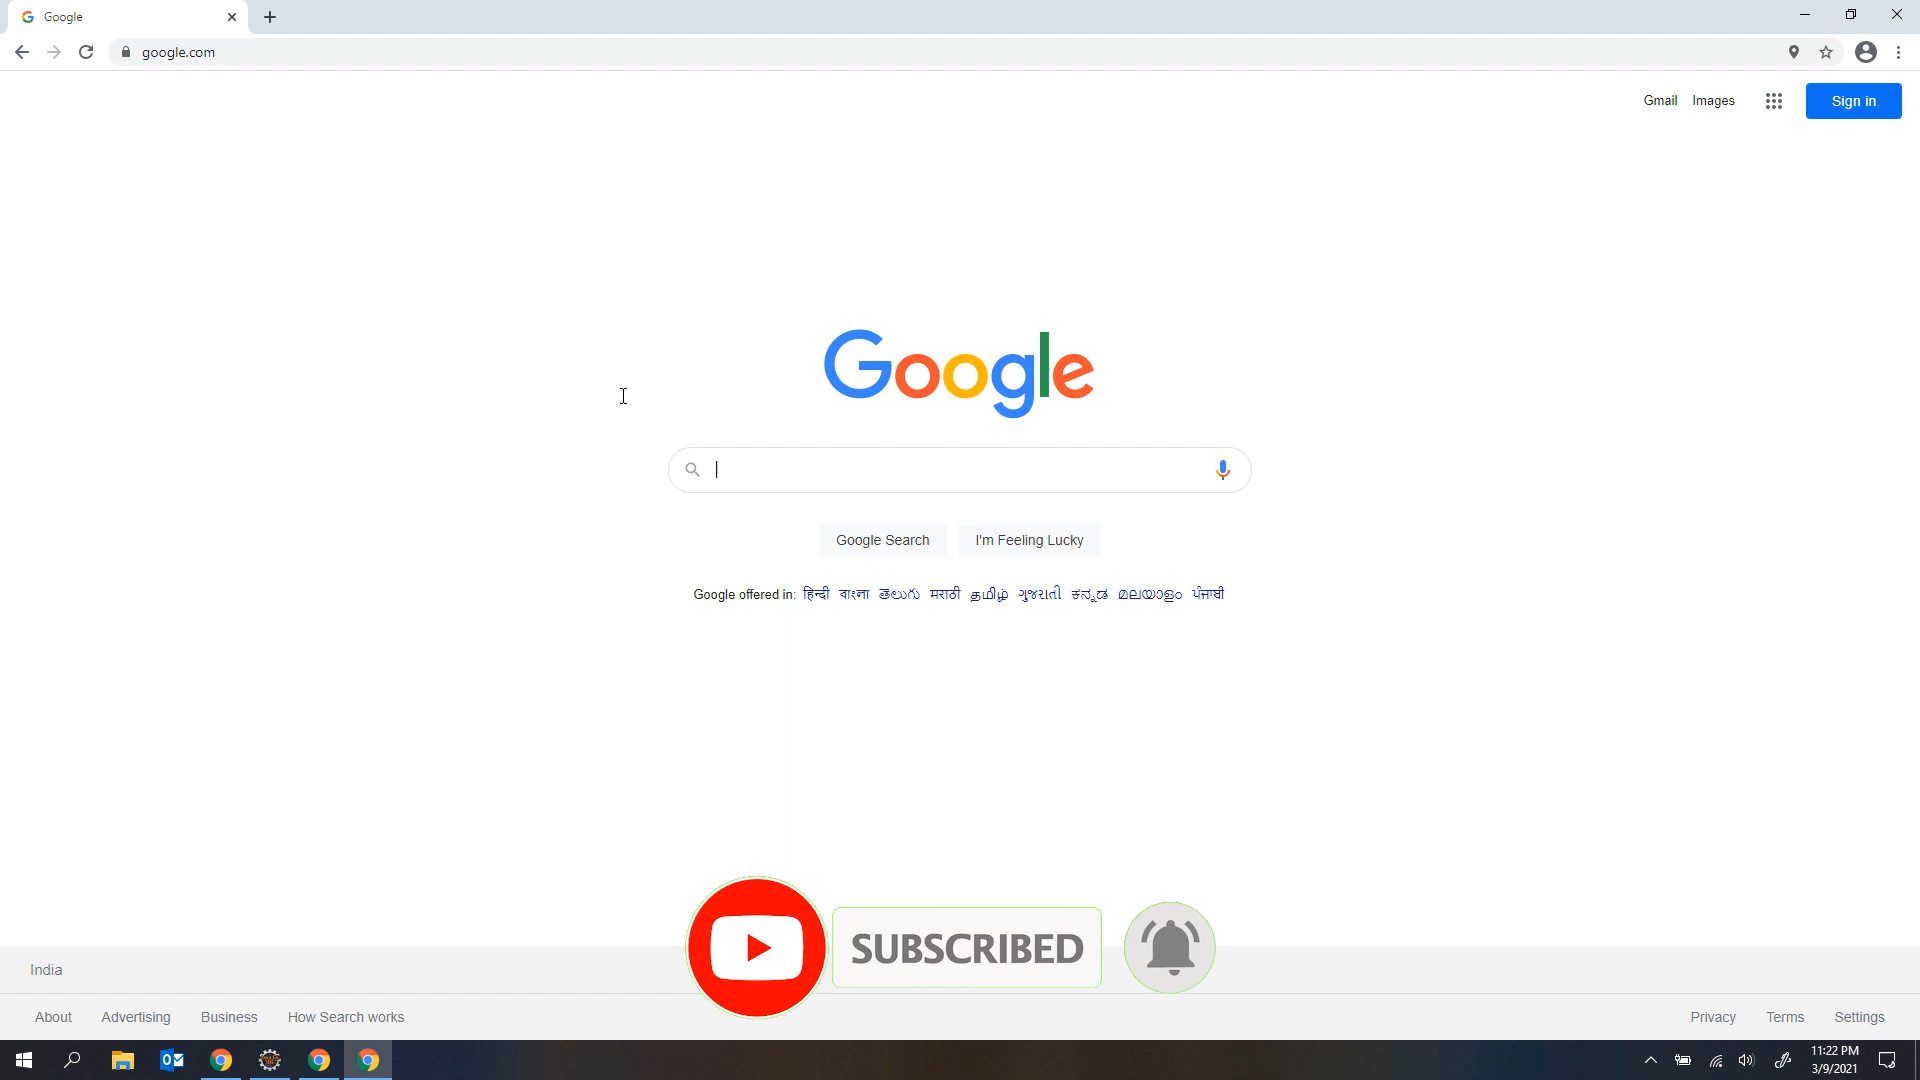 Google
google.com
Gmail Images Sign in
Google
Google Search I'm Feeling Lucky
Google offered in: हिन्दी বাংলা తెలుగు मराठी தமிழ் ગુજરાતી ಕನ್ನಡ മലയാളം ਪੰਜਾਬੀ
SUBSCRIBED
India
About Advertising Business How Search works Privacy Terms Settings
11:22 PM
3/9/2021